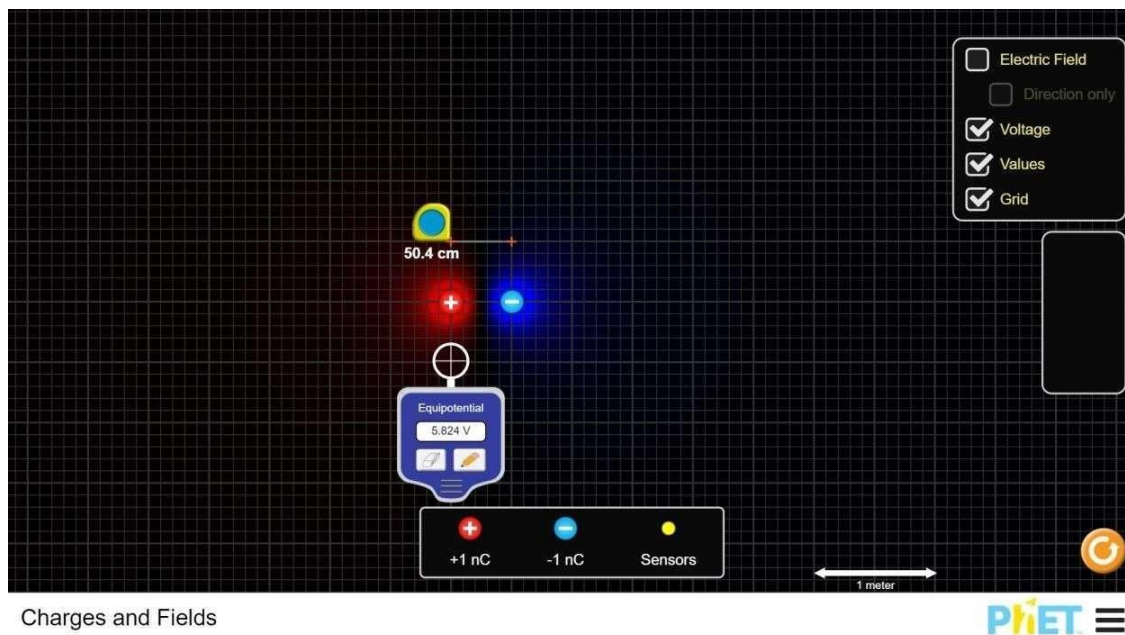 Electric Field
Direction only
Voltage
Values
Grid
50.4 cm
Equipotential
5.824 V
+1 nC
-1 nC
Sensors
1 meter
Charges and Fields
PhET